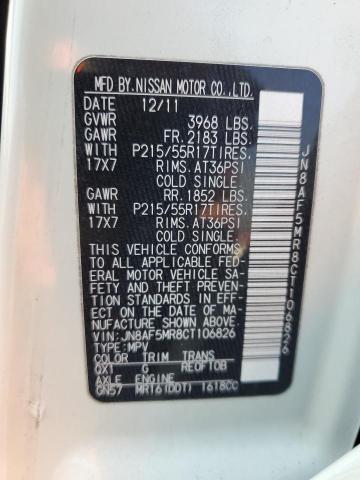 MFD BY.NISSAN MOTOR CO.,LTD.
DATE 12/11
GVWR 3968 LBS.
GAWR FR.2183 LBS.
WITH P215/55R17TIRES.
17X7 RIMS.AT36PSI
COLD SINGLE.
GAWR RR.1852 LBS.
WITH P215/55R17TIRES.
17X7 RIMS.AT36PSI
COLD SINGLE.
THIS VEHICLE CONFORMS
TO ALL APPLICABLE FED-
ERAL MOTOR VEHICLE SA-
FETY AND THEFT PREVEN-
TION STANDARDS IN EFF-
ECT ON THE DATE OF MA-
NUFACTURE SHOWN ABOVE.
VIN:JN8AF5MR8CT106826
TYPE:MPV
COLOR TRIM TRANS
QX1 G RE0F10B
AXLE ENGINE
GN57 MR16(DDT) 1618CC
JN8AF5MR8CT106826